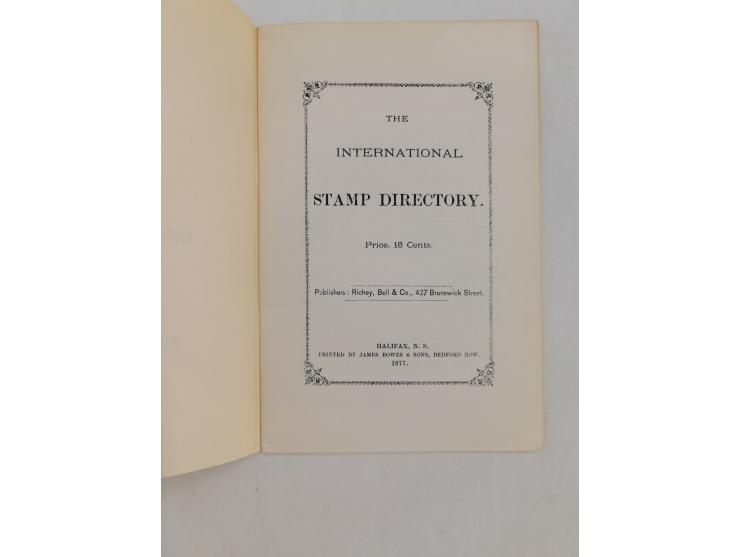 THE
INTERNATIONAL
STAMP DIRECTORY.
Price, 15 Cents.
Publishers: Richey, Bell & Co., 427 Brunswick Street.
HALIFAX, N. S.
PRINTED BY JAMES BOWES & SONS, BEDFORD ROW.
1877.